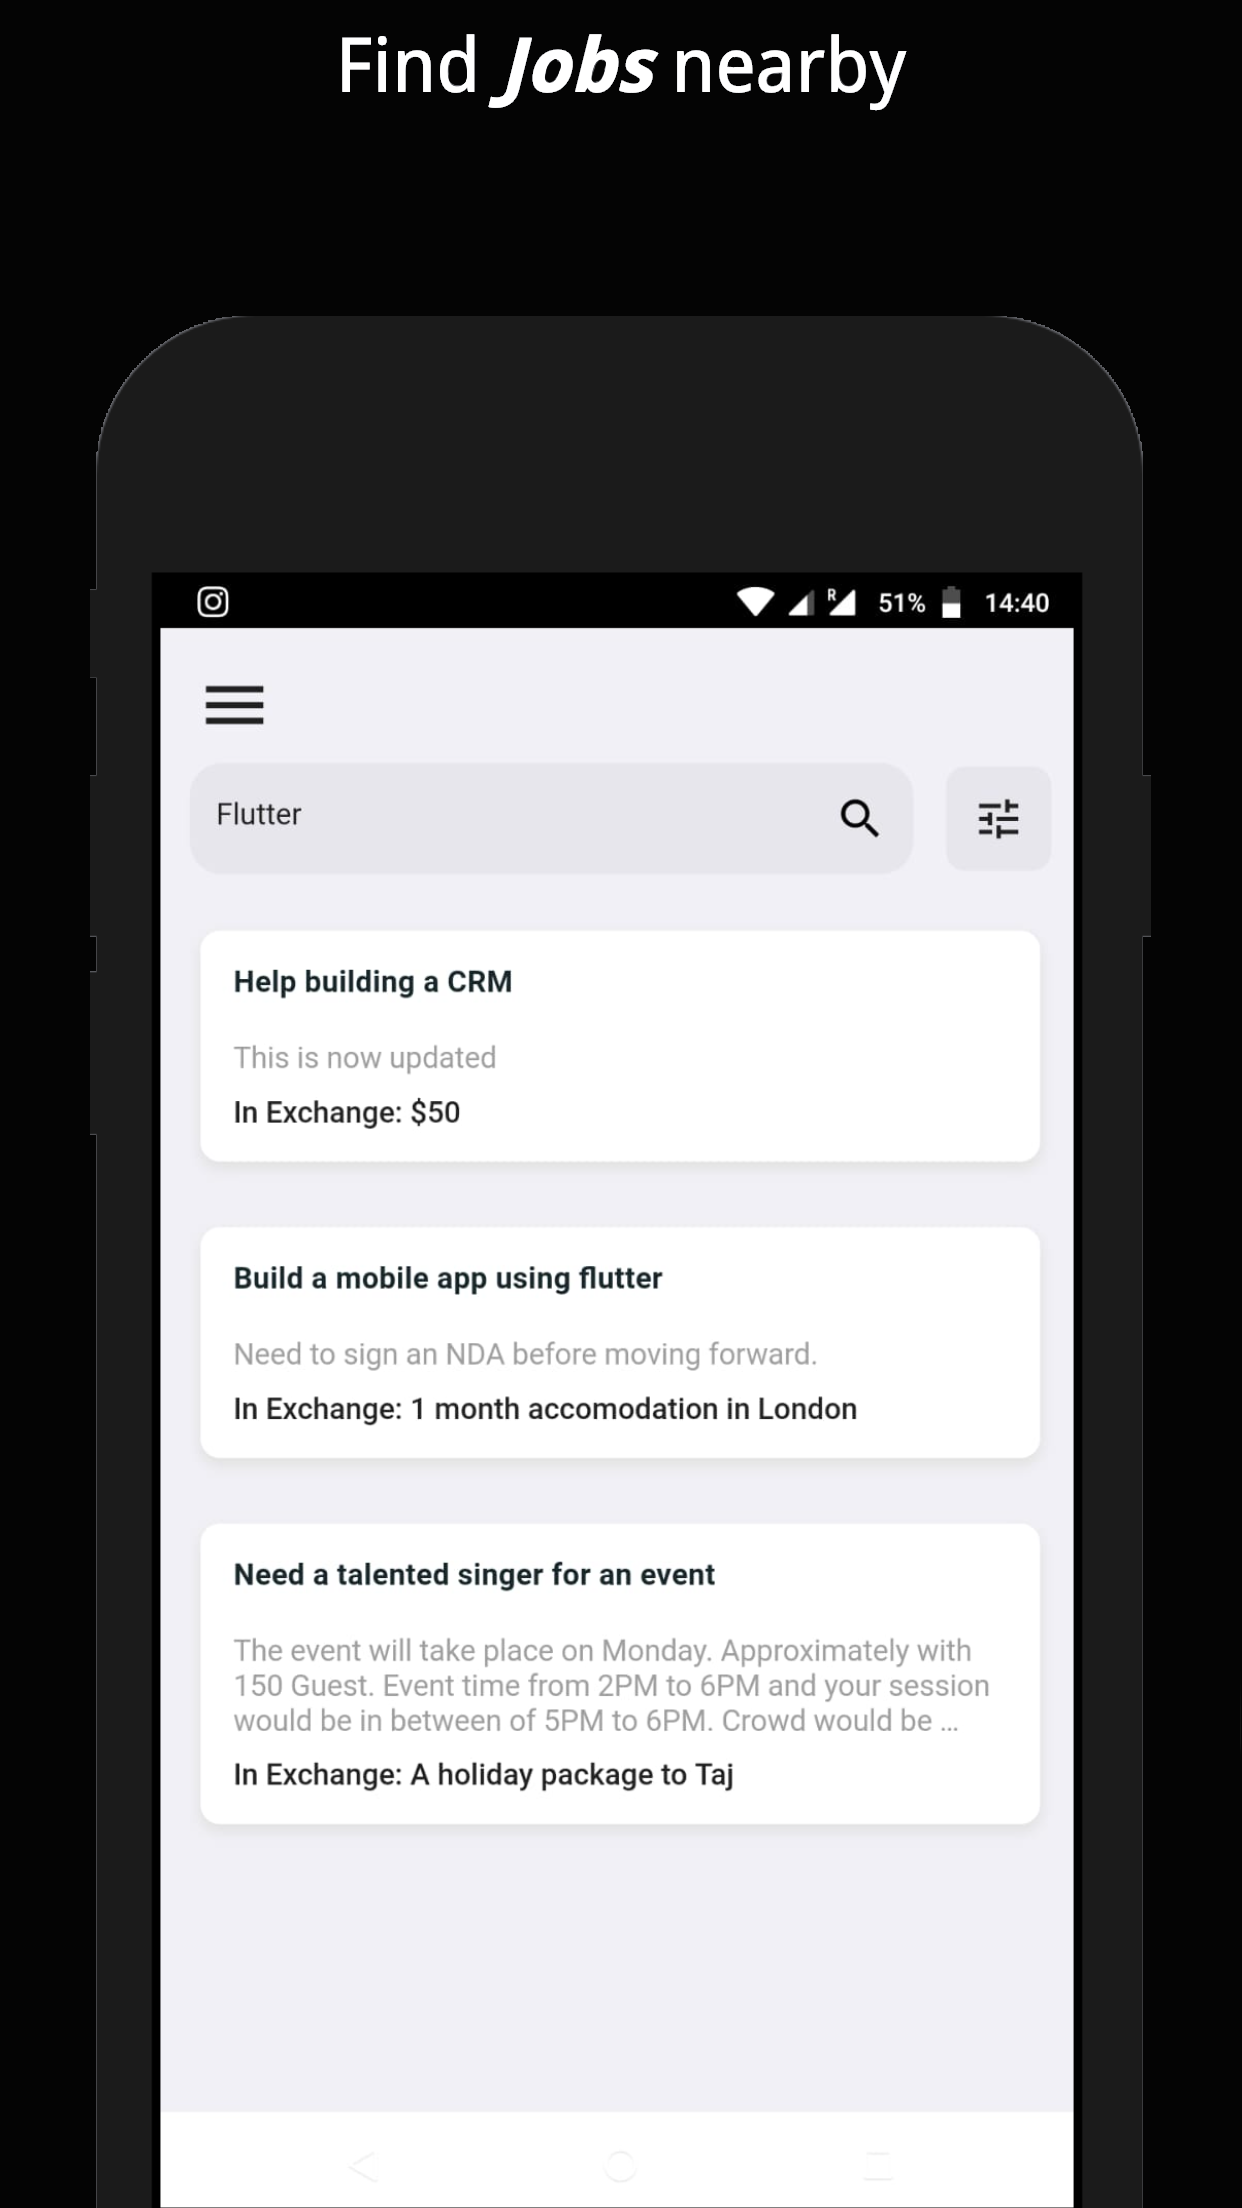 Find Jobs nearby
R 51% 14:40
Flutter
Help building a CRM
This is now updated
In Exchange: $50
Build a mobile app using flutter
Need to sign an NDA before moving forward.
In Exchange: 1 month accomodation in London
Need a talented singer for an event
The event will take place on Monday. Approximately with
150 Guest. Event time from 2PM to 6PM and your session
would be in between of 5PM to 6PM. Crowd would be ...
In Exchange: A holiday package to Taj